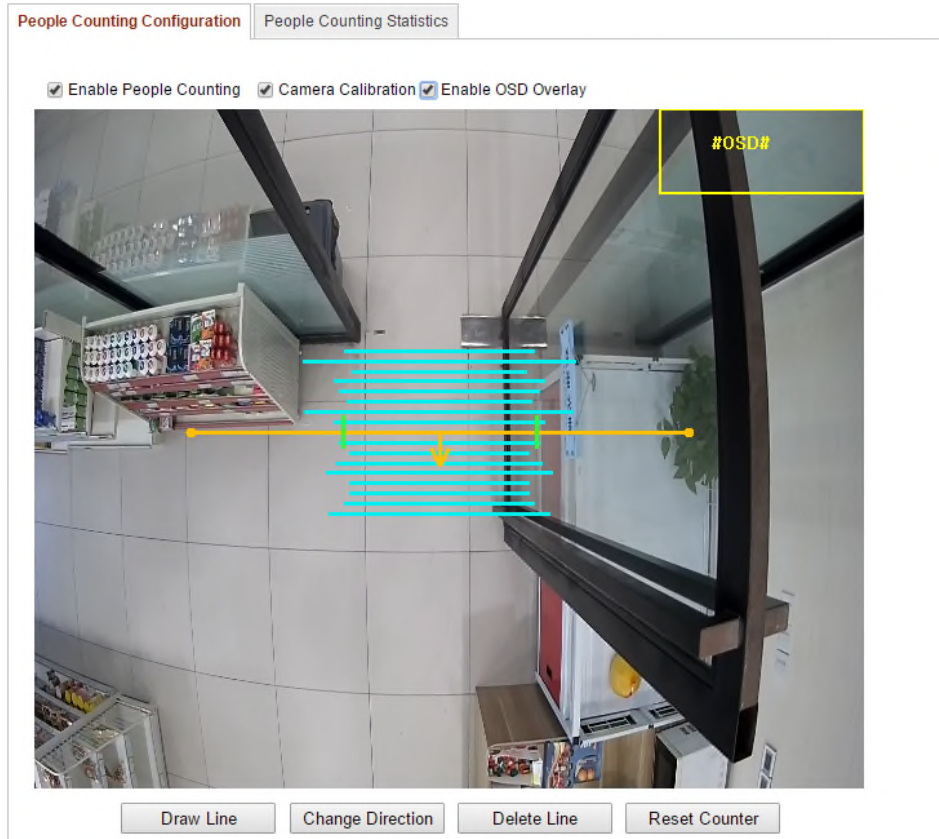 People Counting Configuration
People Counting Statistics
Enable People Counting
Camera Calibration
Enable OSD Overlay
#OSD#
Draw Line
Change Direction
Delete Line
Reset Counter